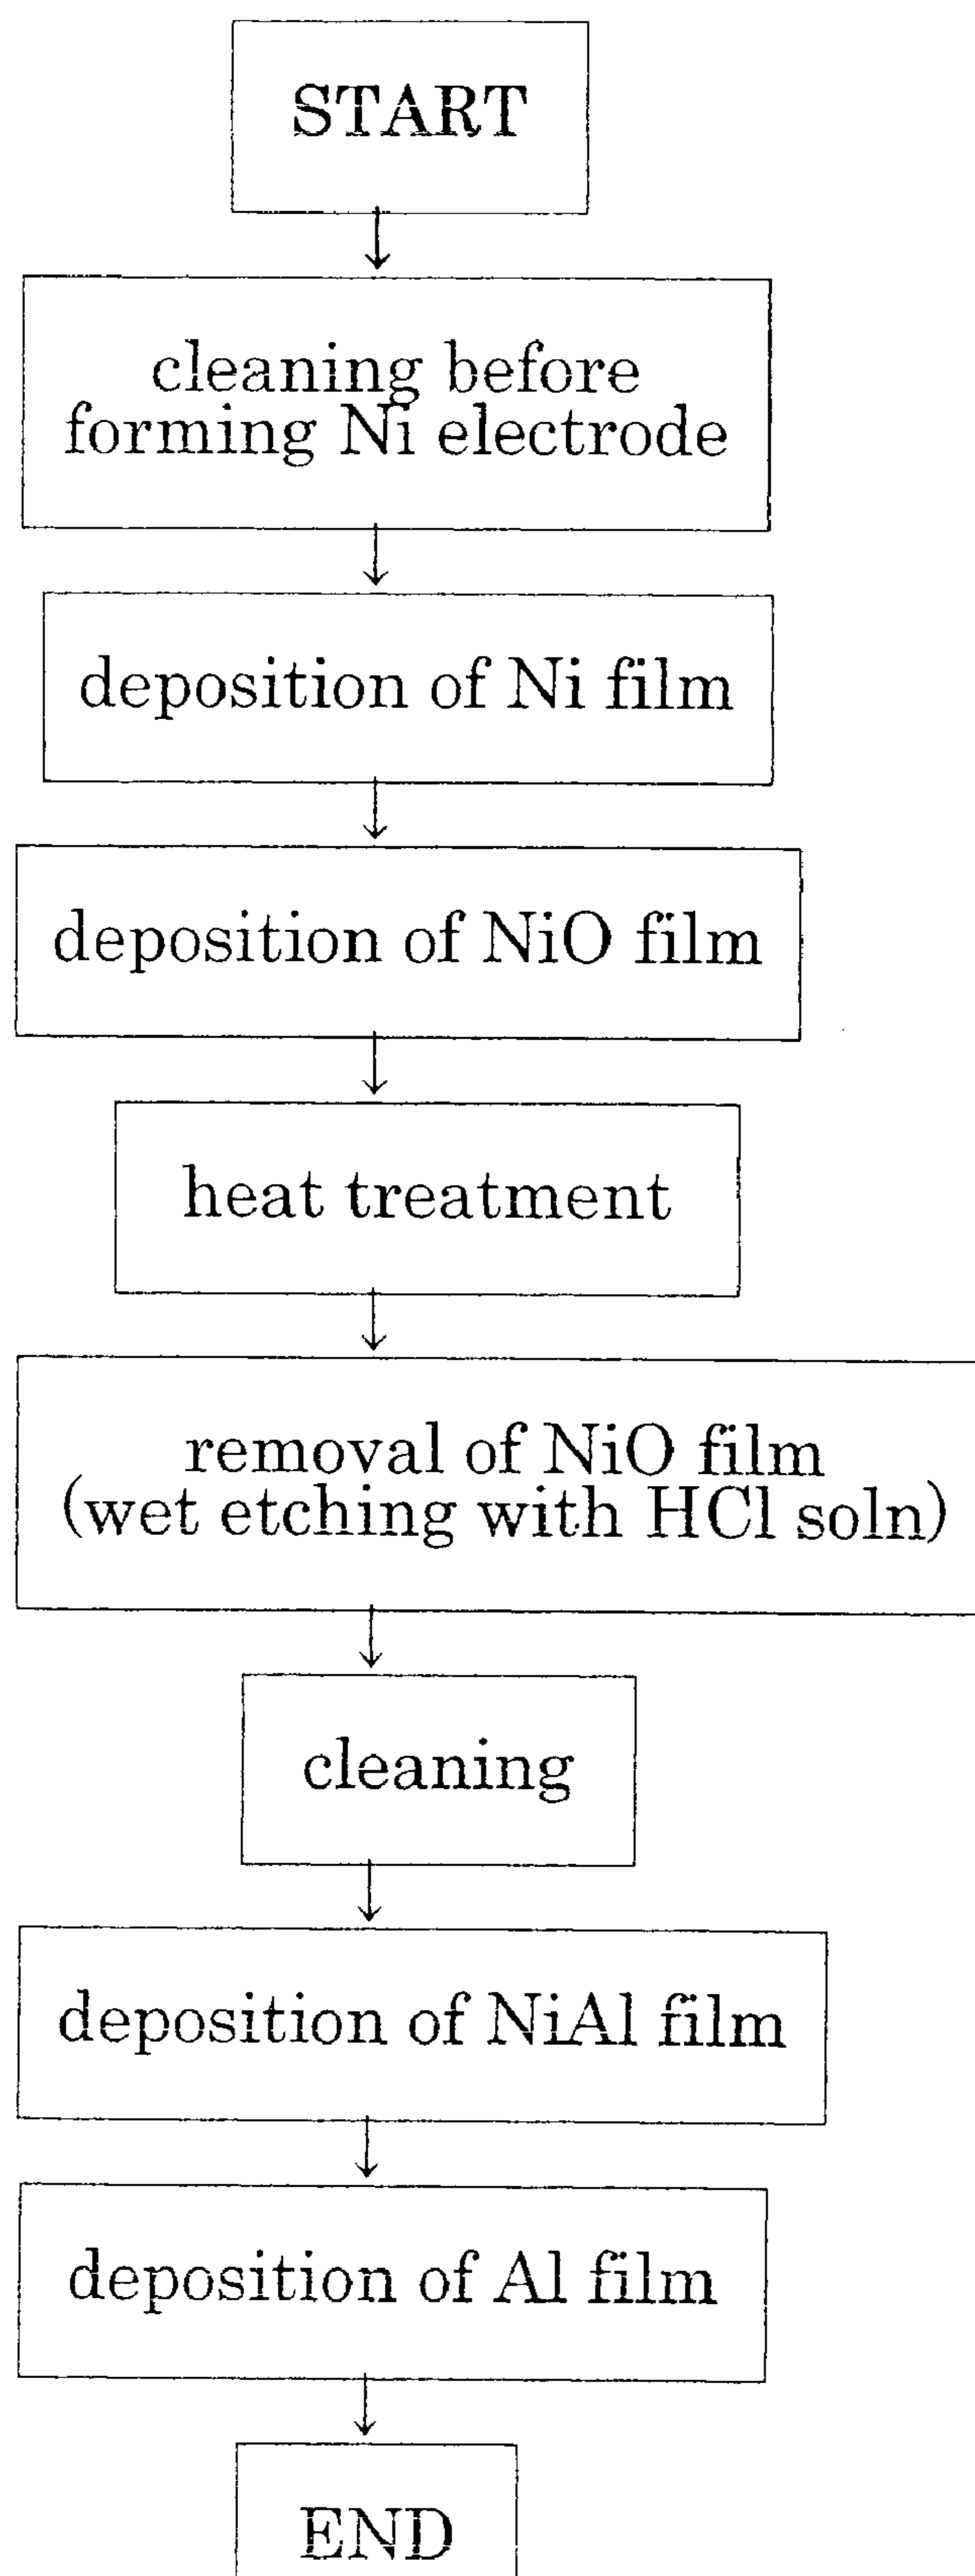 START
cleaning before
forming Ni electrode
deposition of Ni film
deposition of NiO film
heat treatment
removal of NiO film
(wet etching with HCl soln)
cleaning
deposition of NiAl film
deposition of Al film
END